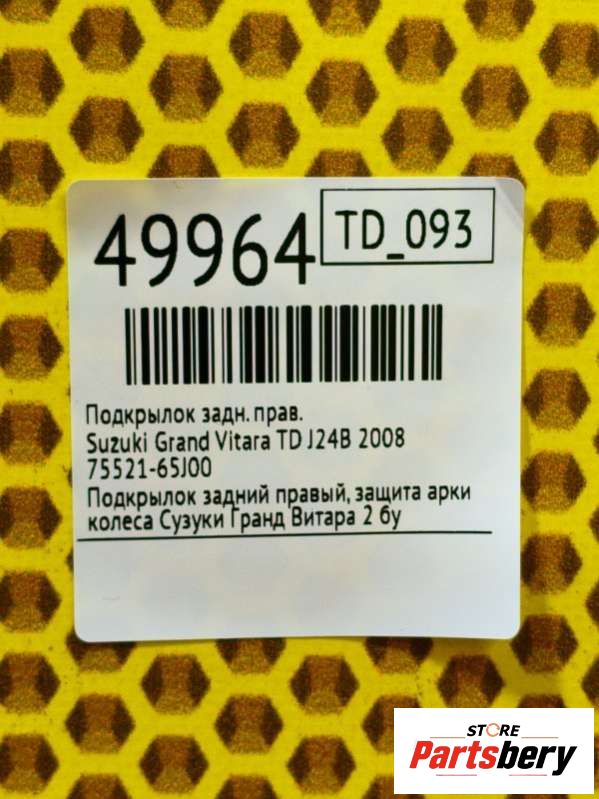 49964
TD_093
Подкрылок задн. прав.
Suzuki Grand Vitara TD J24B 2008
75521-65J00
Подкрылок задний правый, защита арки
колеса Сузуки Гранд Витара 2 бу
STORE
Partsbery